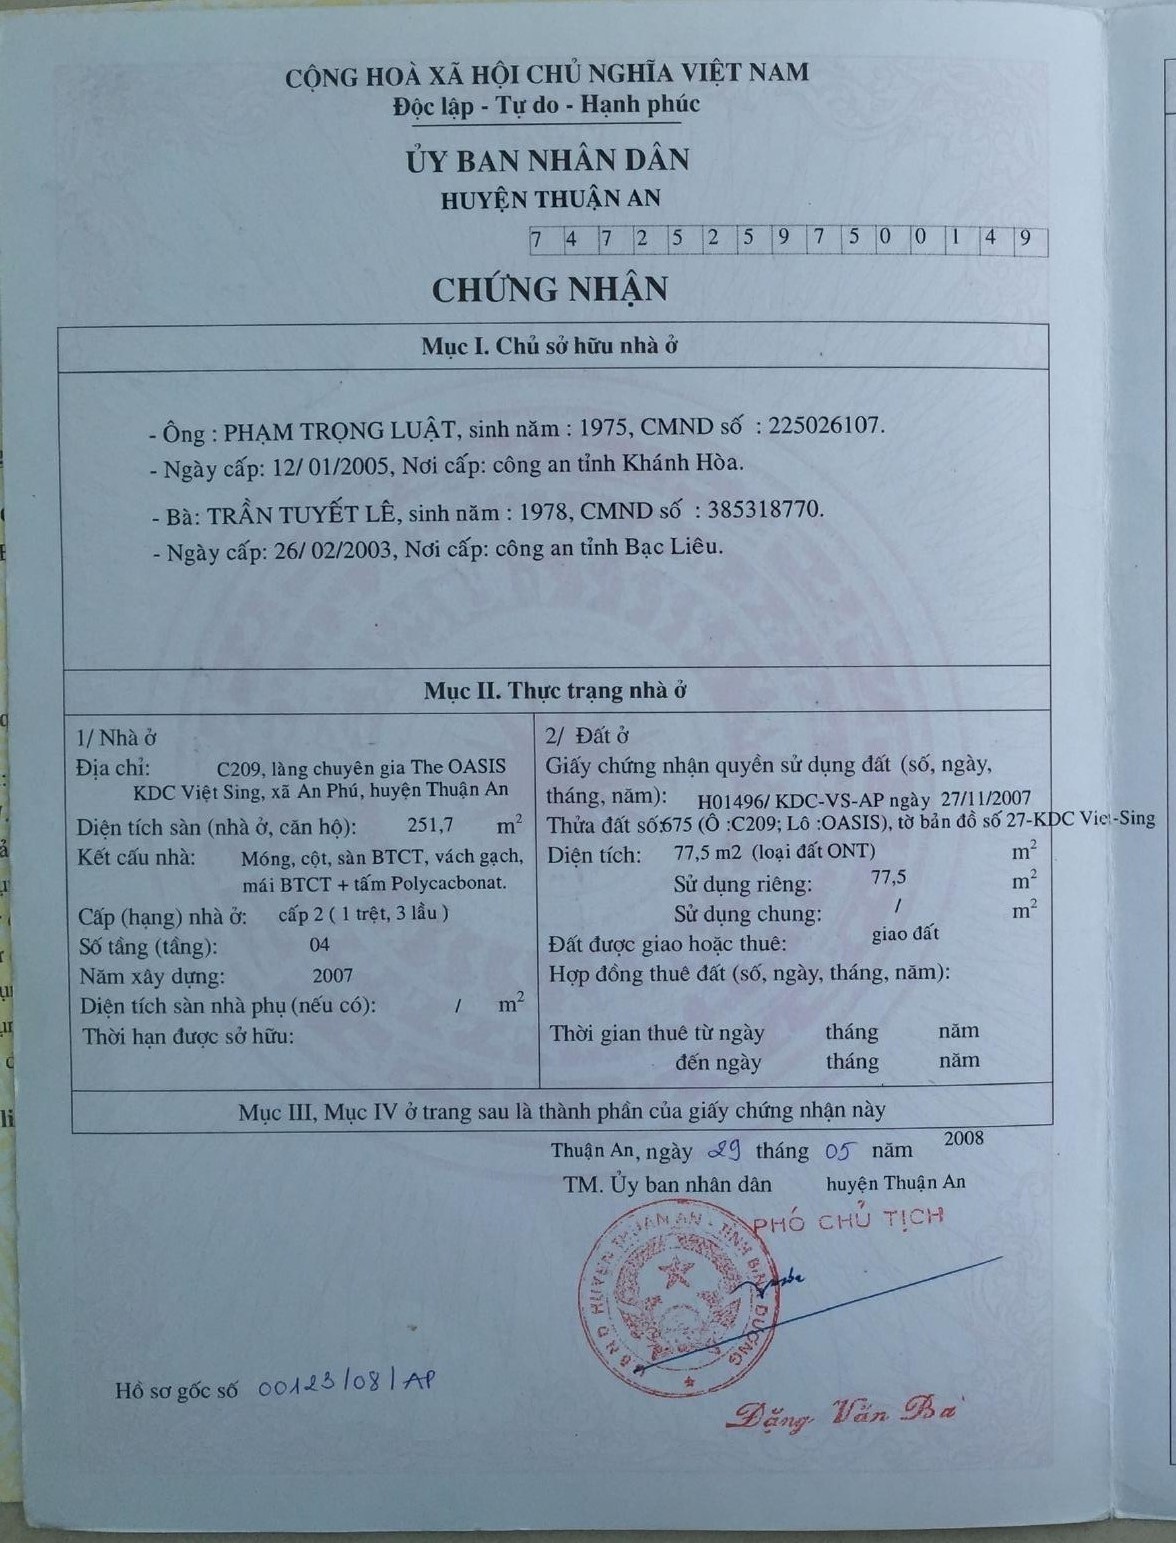 CỘNG HOÀ XÃ HỘI CHỦ NGHĨA VIỆT NAM
Độc lập - Tự do - Hạnh phúc
ỦY BAN NHÂN DÂN
HUYỆN THUẬN AN
7 4 7 2 5 2 5 9 7 5 0 0 1 4 9
CHỨNG NHẬN
Mục I. Chủ sở hữu nhà ở
- Ông : PHẠM TRỌNG LUẬT, sinh năm : 1975, CMND số : 225026107.
- Ngày cấp: 12/ 01/2005, Nơi cấp: công an tỉnh Khánh Hòa.
- Bà: TRẦN TUYẾT LÊ, sinh năm : 1978, CMND số : 385318770.
- Ngày cấp: 26/ 02/2003, Nơi cấp: công an tỉnh Bạc Liêu.
Mục II. Thực trạng nhà ở
1/ Nhà ở
Địa chỉ: C209, làng chuyên gia The OASIS
KDC Việt Sing, xã An Phú, huyện Thuận An
Diện tích sàn (nhà ở, căn hộ): 251,7 m²
Kết cấu nhà: Móng, cột, sàn BTCT, vách gạch,
mái BTCT + tấm Polycacbonat.
Cấp (hạng) nhà ở: cấp 2 ( 1 trệt, 3 lầu )
Số tầng (tầng): 04
Năm xây dựng: 2007
Diện tích sàn nhà phụ (nếu có): / m²
Thời hạn được sở hữu:
2/ Đất ở
Giấy chứng nhận quyền sử dụng đất (số, ngày,
tháng, năm): H01496/ KDC-VS-AP ngày 27/11/2007
Thửa đất số:675 (Ô :C209; Lô :OASIS), tờ bản đồ số 27-KDC Viet-Sing
Diện tích: 77,5 m2 (loại đất ONT) m²
Sử dụng riêng: 77,5 m²
Sử dụng chung: / m²
Đất được giao hoặc thuê: giao đất
Hợp đồng thuê đất (số, ngày, tháng, năm):
Thời gian thuê từ ngày tháng năm
đến ngày tháng năm
Mục III, Mục IV ở trang sau là thành phần của giấy chứng nhận này
Thuận An, ngày 29 tháng 05 năm 2008
TM. Ủy ban nhân dân huyện Thuận An
PHÓ CHỦ TỊCH
U.B.N.D HUYỆN THUẬN AN - TỈNH BÌNH DƯƠNG
Hồ sơ gốc số 00123/08/AP
Đặng Văn Ba